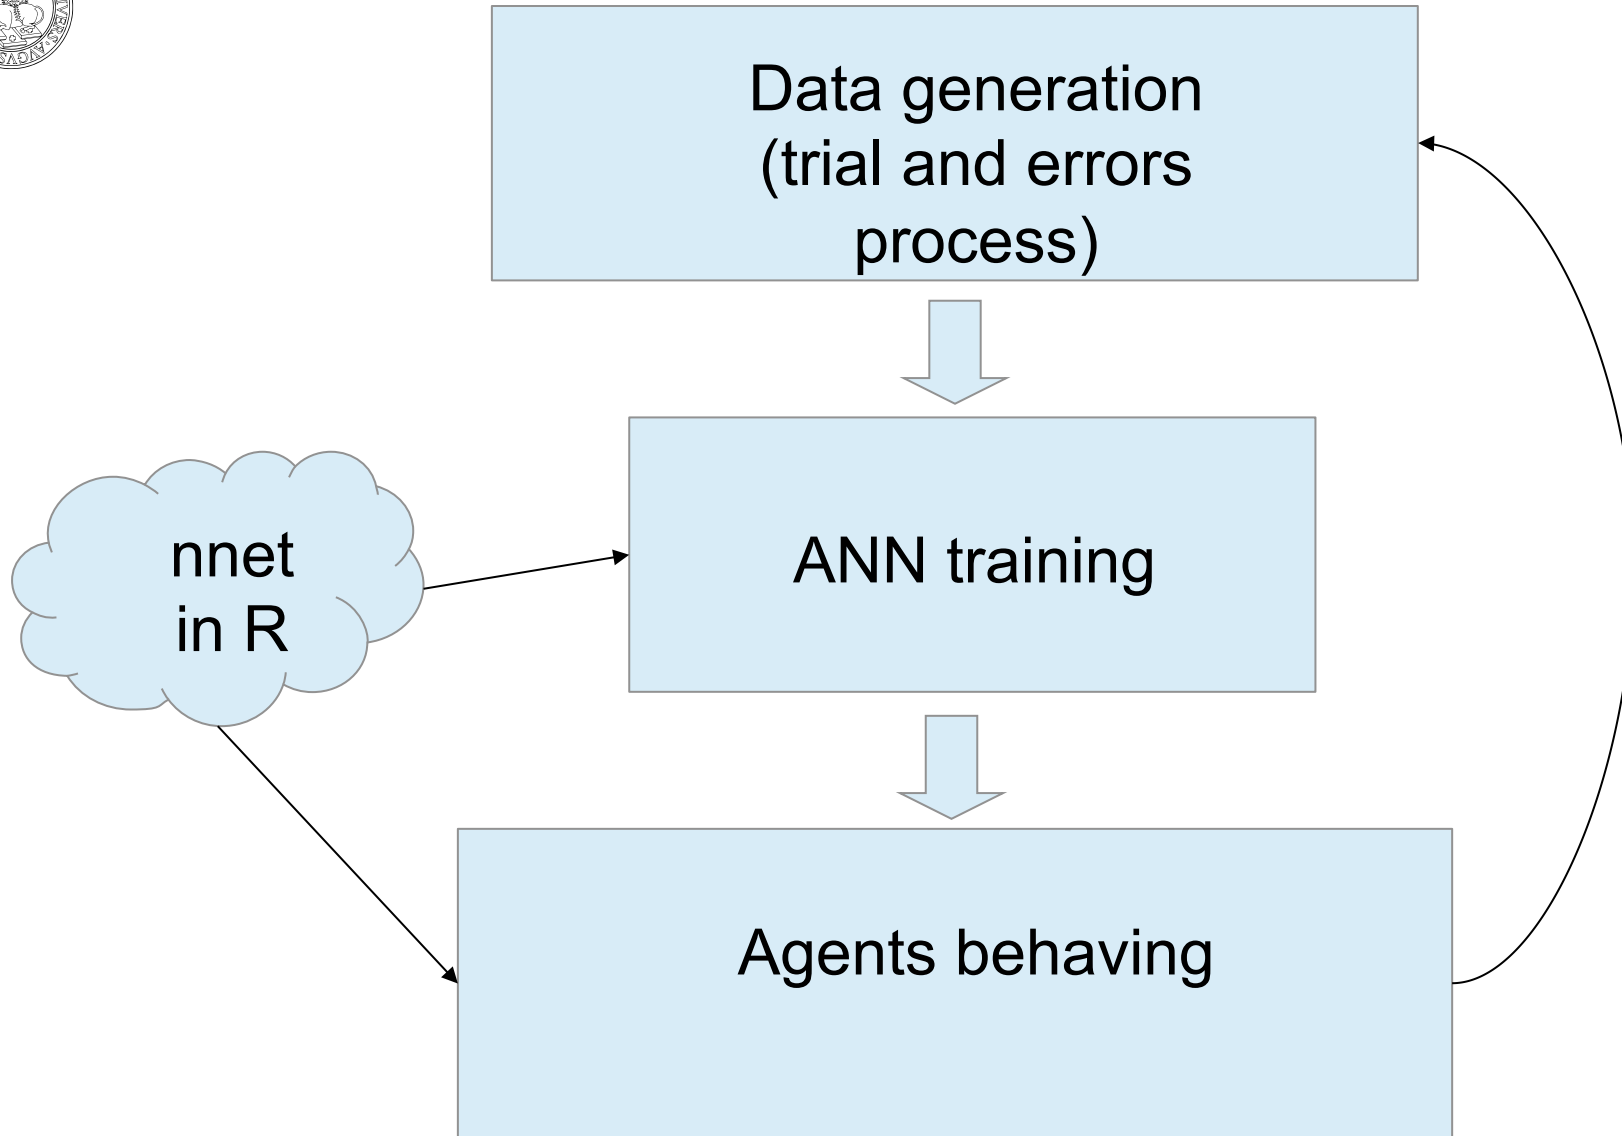 Data generation
(trial and errors
process)
nnet
in R
ANN training
Agents behaving